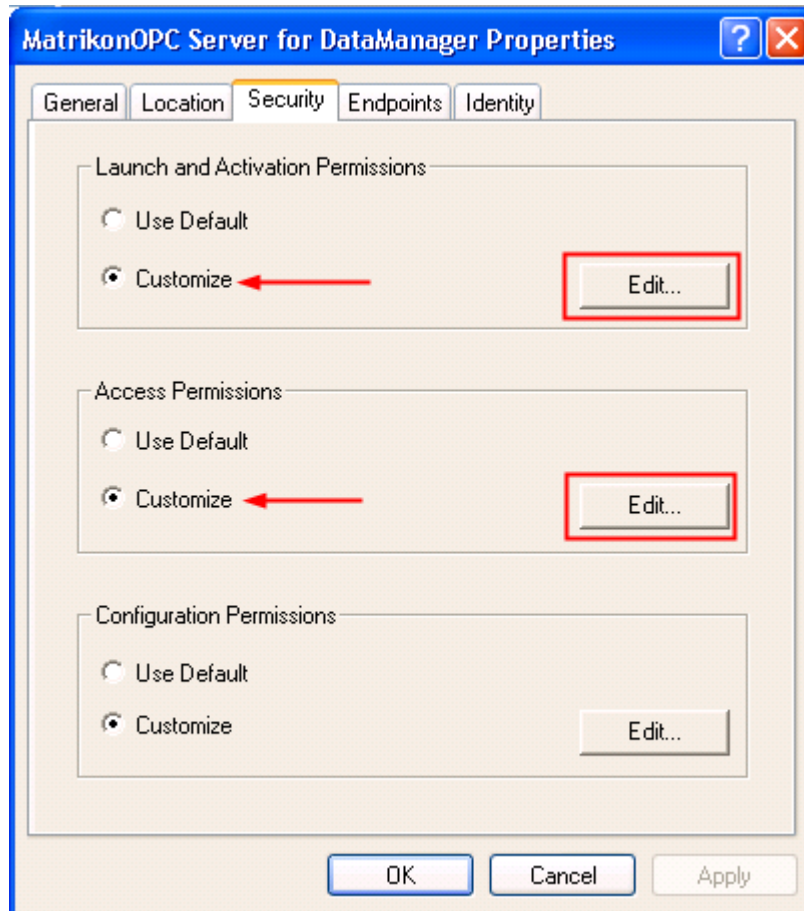 MatrikonOPC Server for DataManager Properties
General Location Security Endpoints Identity
Launch and Activation Permissions
Use Default
Customize
Edit...
Access Permissions
Use Default
Customize
Edit...
Configuration Permissions
Use Default
Customize
Edit...
OK Cancel Apply